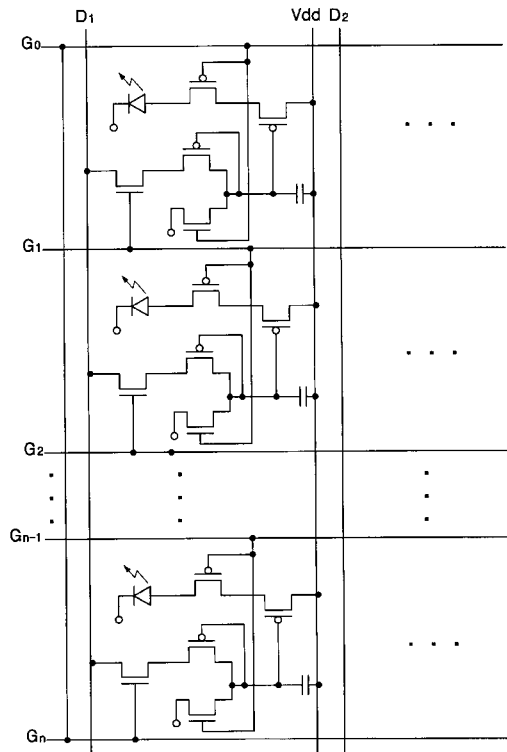 D1 Vdd D2
G0
. . .
G1
. . .
G2
Gn-1
. . .
Gn